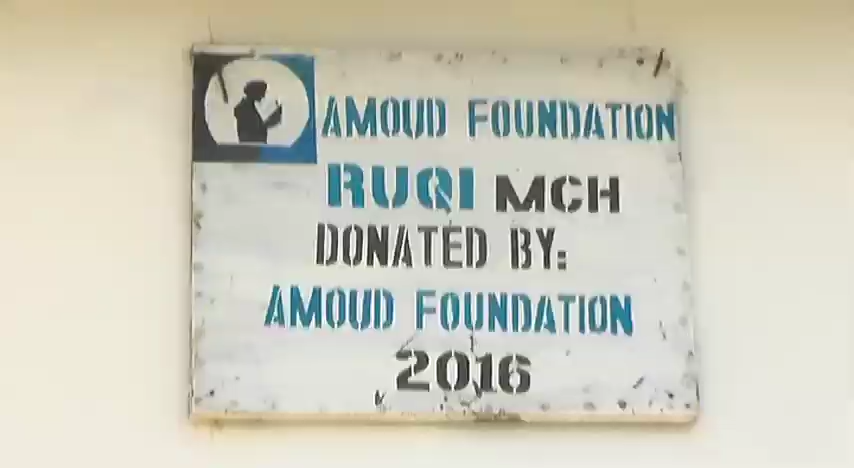 AMOUD FOUNDATION
RUQI MCH
DONATED BY:
AMOUD FOUNDATION
2016